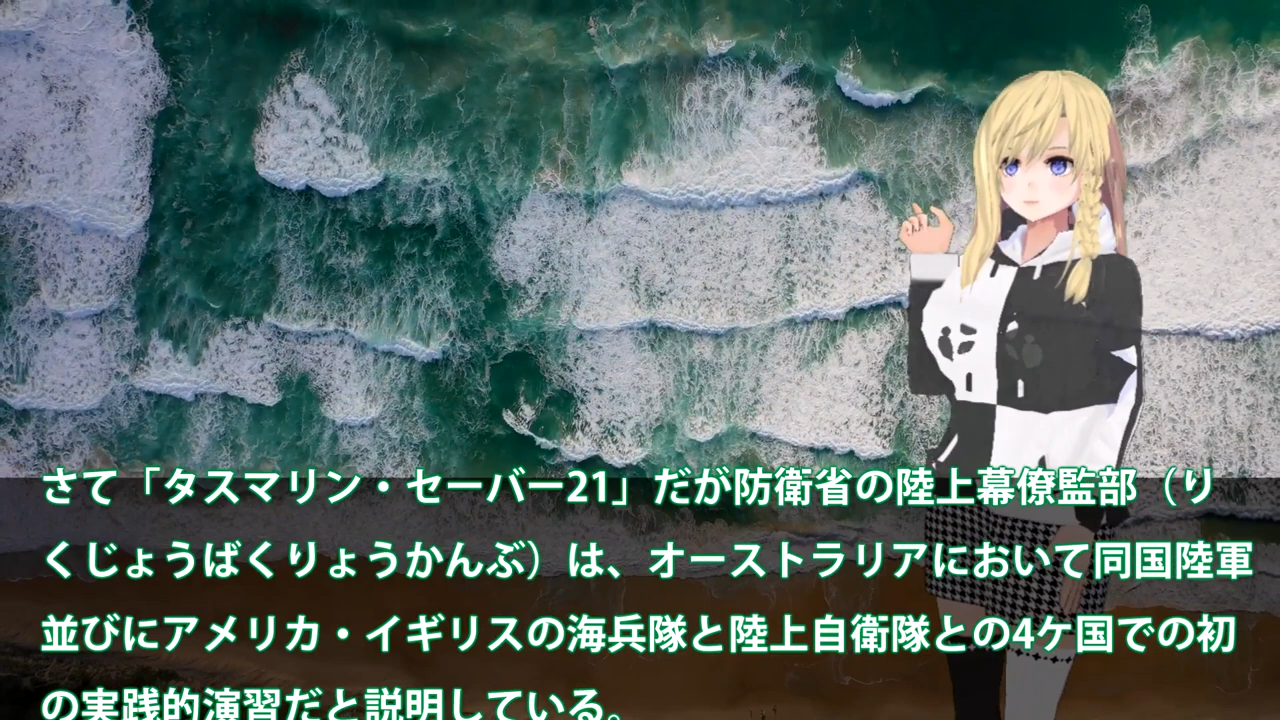 さて「タスマリン・セーバー21」だが防衛省の陸上幕僚監部（り
くじょうばくりょうかんぶ）は、オーストラリアにおいて同国陸軍
並びにアメリカ・イギリスの海兵隊と陸上自衛隊との4ケ国での初
の実践的演習だと説明している。